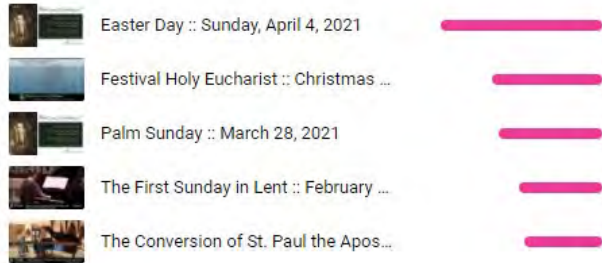 Easter Day :: Sunday, April 4, 2021
Festival Holy Eucharist :: Christmas ...
Palm Sunday :: March 28, 2021
The First Sunday in Lent :: February ...
The Conversion of St. Paul the Apos...